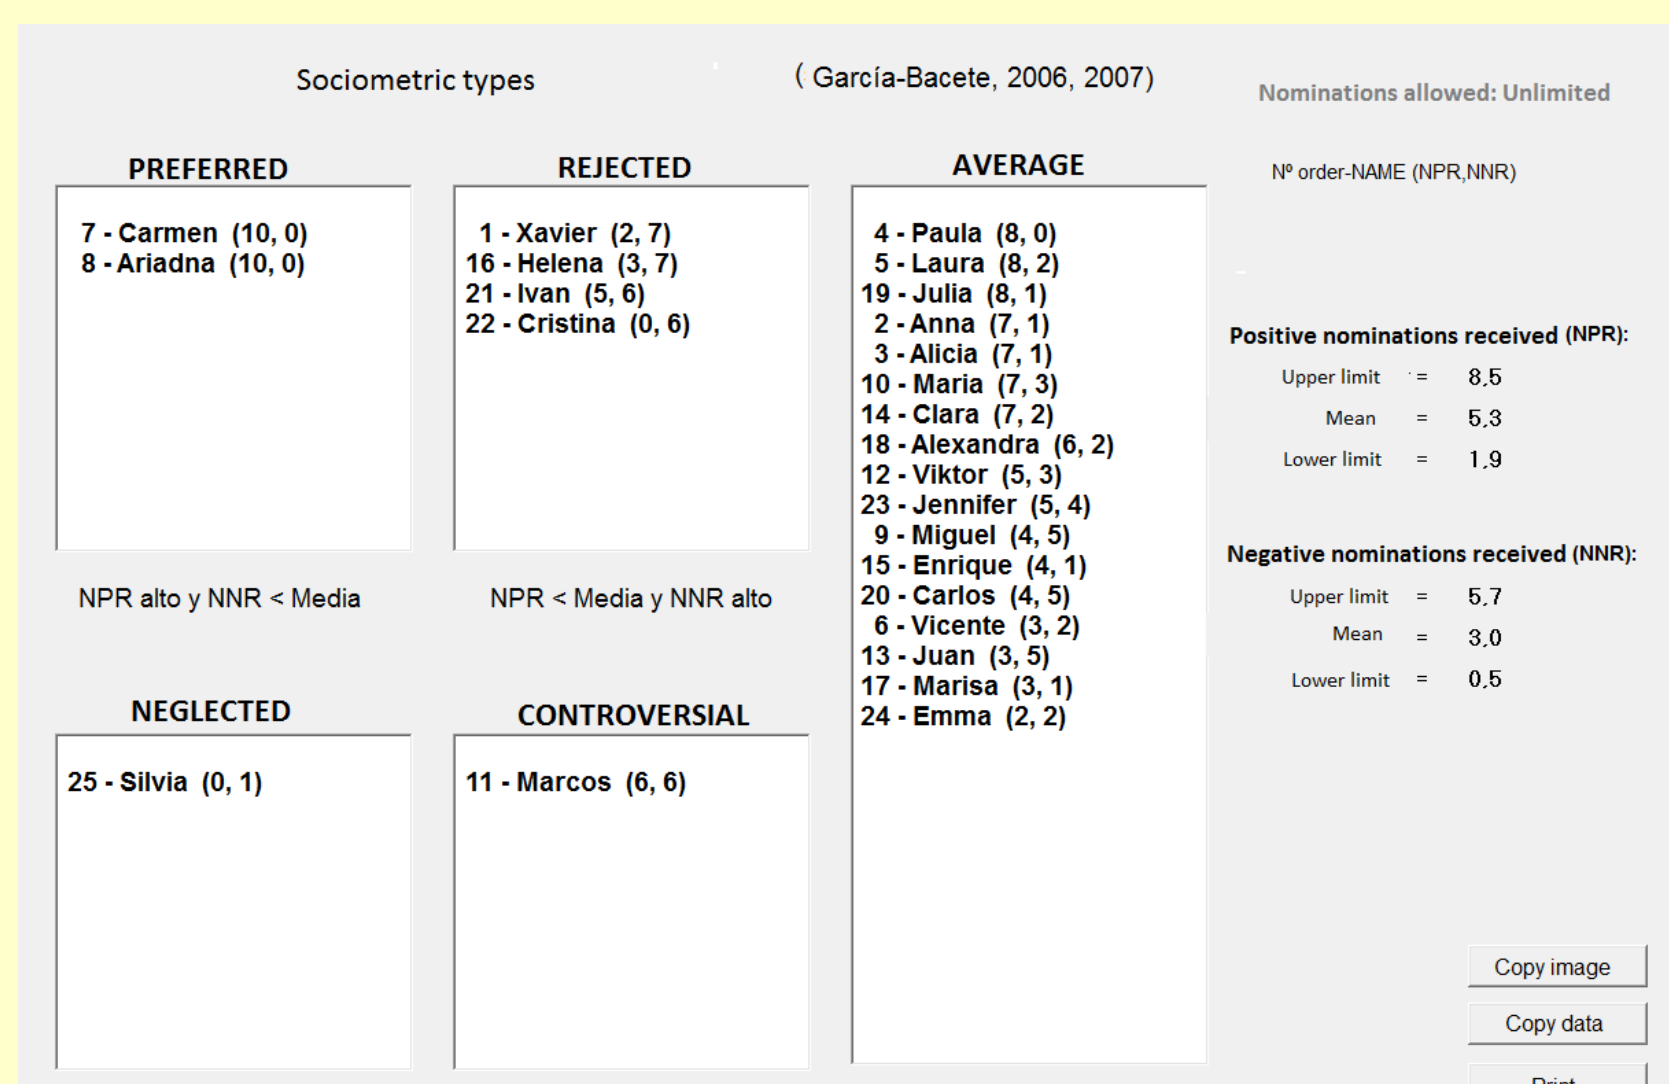 Sociometric types
( García-Bacete, 2006, 2007)
Nominations allowed: Unlimited
PREFERRED
7 - Carmen (10, 0)
8 - Ariadna (10, 0)
NPR alto y NNR < Media
REJECTED
1 - Xavier (2, 7)
16 - Helena (3, 7)
21 - Ivan (5, 6)
22 - Cristina (0, 6)
NPR < Media y NNR alto
NEGLECTED
25 - Silvia (0, 1)
CONTROVERSIAL
11 - Marcos (6, 6)
AVERAGE
4 - Paula (8, 0)
5 - Laura (8, 2)
19 - Julia (8, 1)
2 - Anna (7, 1)
3 - Alicia (7, 1)
10 - Maria (7, 3)
14 - Clara (7, 2)
18 - Alexandra (6, 2)
12 - Viktor (5, 3)
23 - Jennifer (5, 4)
9 - Miguel (4, 5)
15 - Enrique (4, 1)
20 - Carlos (4, 5)
6 - Vicente (3, 2)
13 - Juan (3, 5)
17 - Marisa (3, 1)
24 - Emma (2, 2)
Nº order-NAME (NPR,NNR)
Positive nominations received (NPR):
Upper limit = 8,5
Mean = 5,3
Lower limit = 1,9
Negative nominations received (NNR):
Upper limit = 5,7
Mean = 3,0
Lower limit = 0,5
Copy image
Copy data
Print